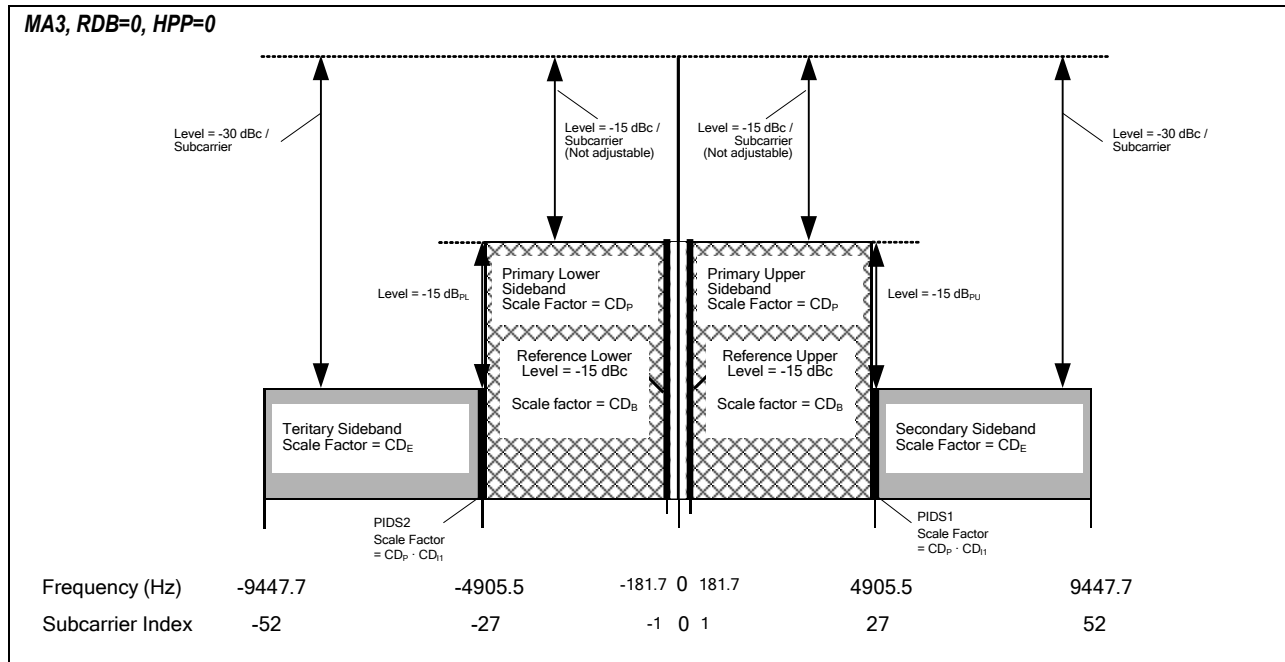 MA3, RDB=0, HPP=0
Level = -30 dBc /
Subcarrier
Level = -15 dBc /
Subcarrier
(Not adjustable)
Level = -15 dBc /
Subcarrier
(Not adjustable)
Level = -30 dBc /
Subcarrier
Level = -15 dBPL
Primary Lower
Sideband
Scale Factor = CDP
Primary Upper
Sideband
Scale Factor = CDP
Level = -15 dBPU
Reference Lower
Level = -15 dBc
Scale factor = CDB
Reference Upper
Level = -15 dBc
Scale factor = CDB
Teritary Sideband
Scale Factor = CDE
Secondary Sideband
Scale Factor = CDE
PIDS2
Scale Factor
= CDP · CDI1
PIDS1
Scale Factor
= CDP · CDI1
Frequency (Hz) -9447.7 -4905.5 -181.7 0 181.7 4905.5 9447.7
Subcarrier Index -52 -27 -1 0 1 27 52